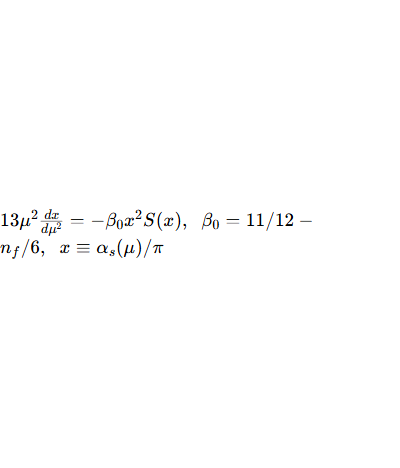 13μ² dx/dμ² = −β₀x²S(x),  β₀ = 11/12 −
n_f/6,  x ≡ α_s(μ)/π